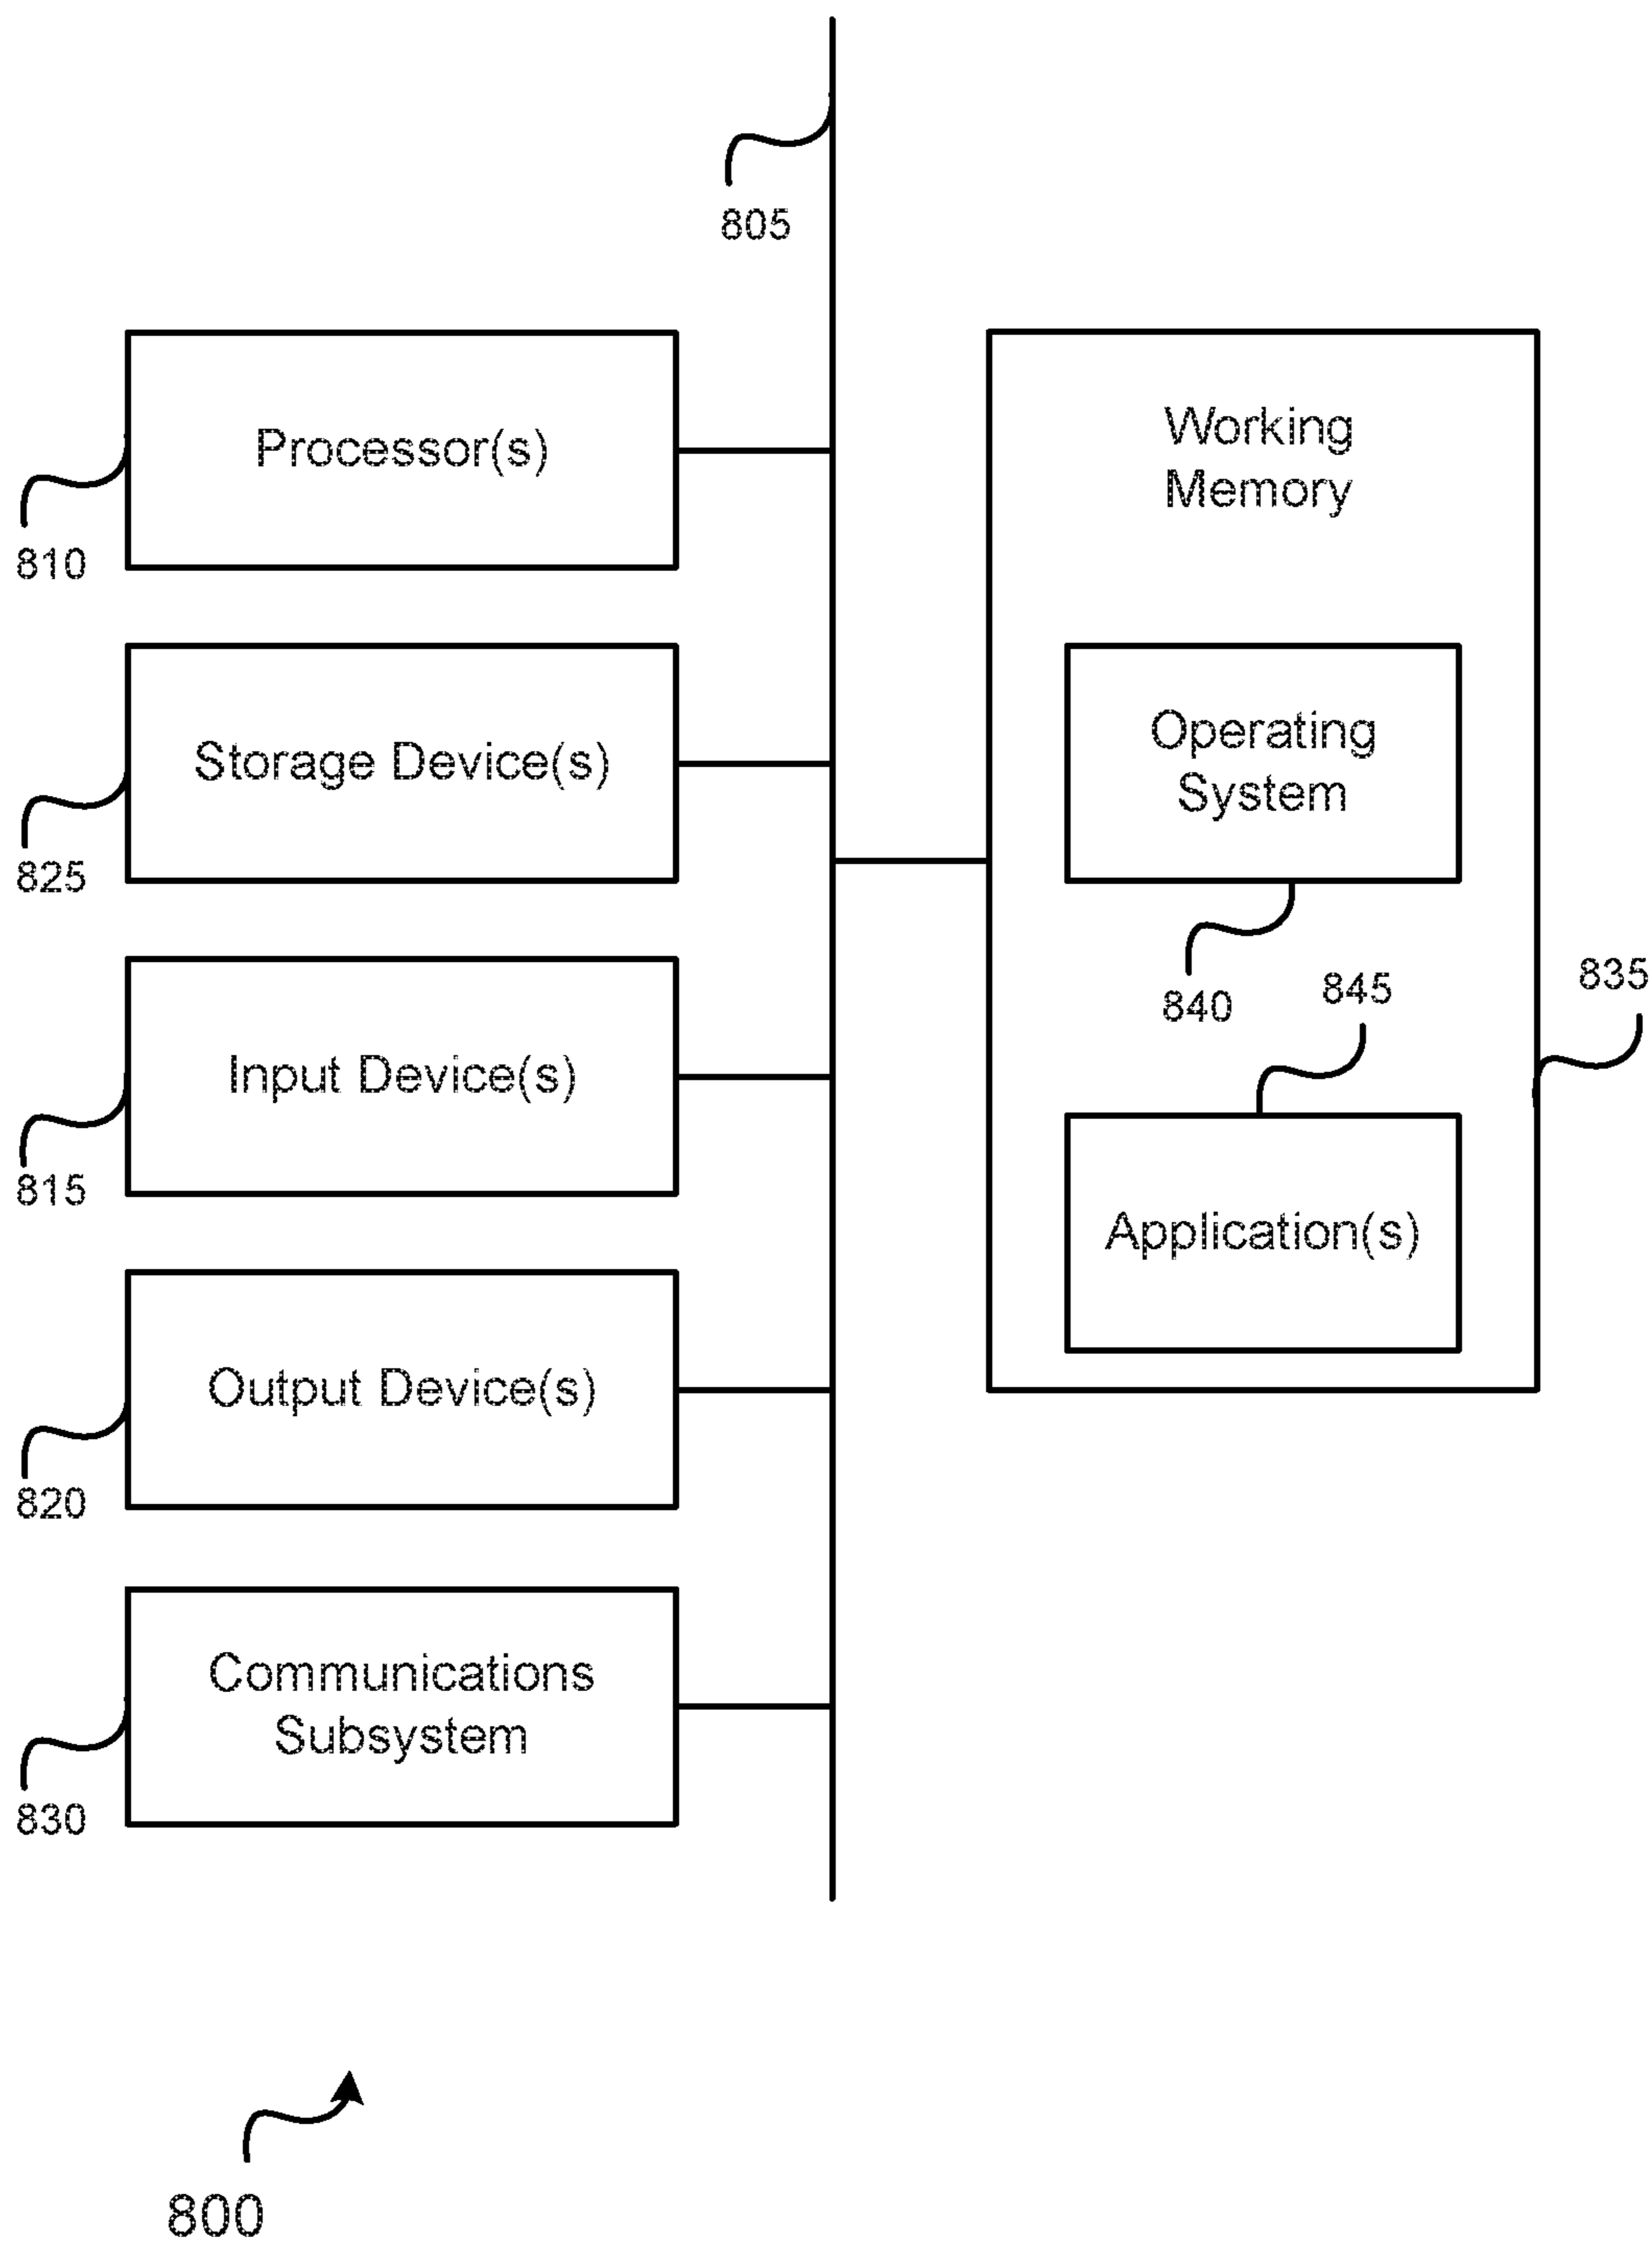 805
Processor(s)
810
Storage Device(s)
825
Input Device(s)
815
Output Device(s)
820
Communications
Subsystem
830
Working
Memory
Operating
System
840
845
835
Application(s)
800